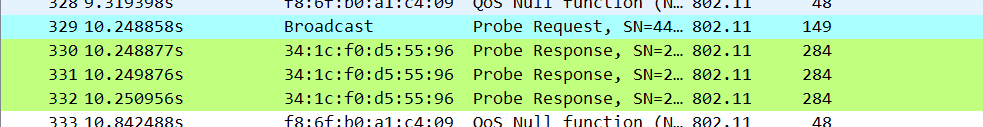 328 9.319398s f8:6f:b0:a1:c4:09 QoS Null function (N… 802.11 48
329 10.248858s Broadcast Probe Request, SN=44… 802.11 149
330 10.248877s 34:1c:f0:d5:55:96 Probe Response, SN=2… 802.11 284
331 10.249876s 34:1c:f0:d5:55:96 Probe Response, SN=2… 802.11 284
332 10.250956s 34:1c:f0:d5:55:96 Probe Response, SN=2… 802.11 284
333 10.842488s f8:6f:b0:a1:c4:09 QoS Null function (N… 802.11 48